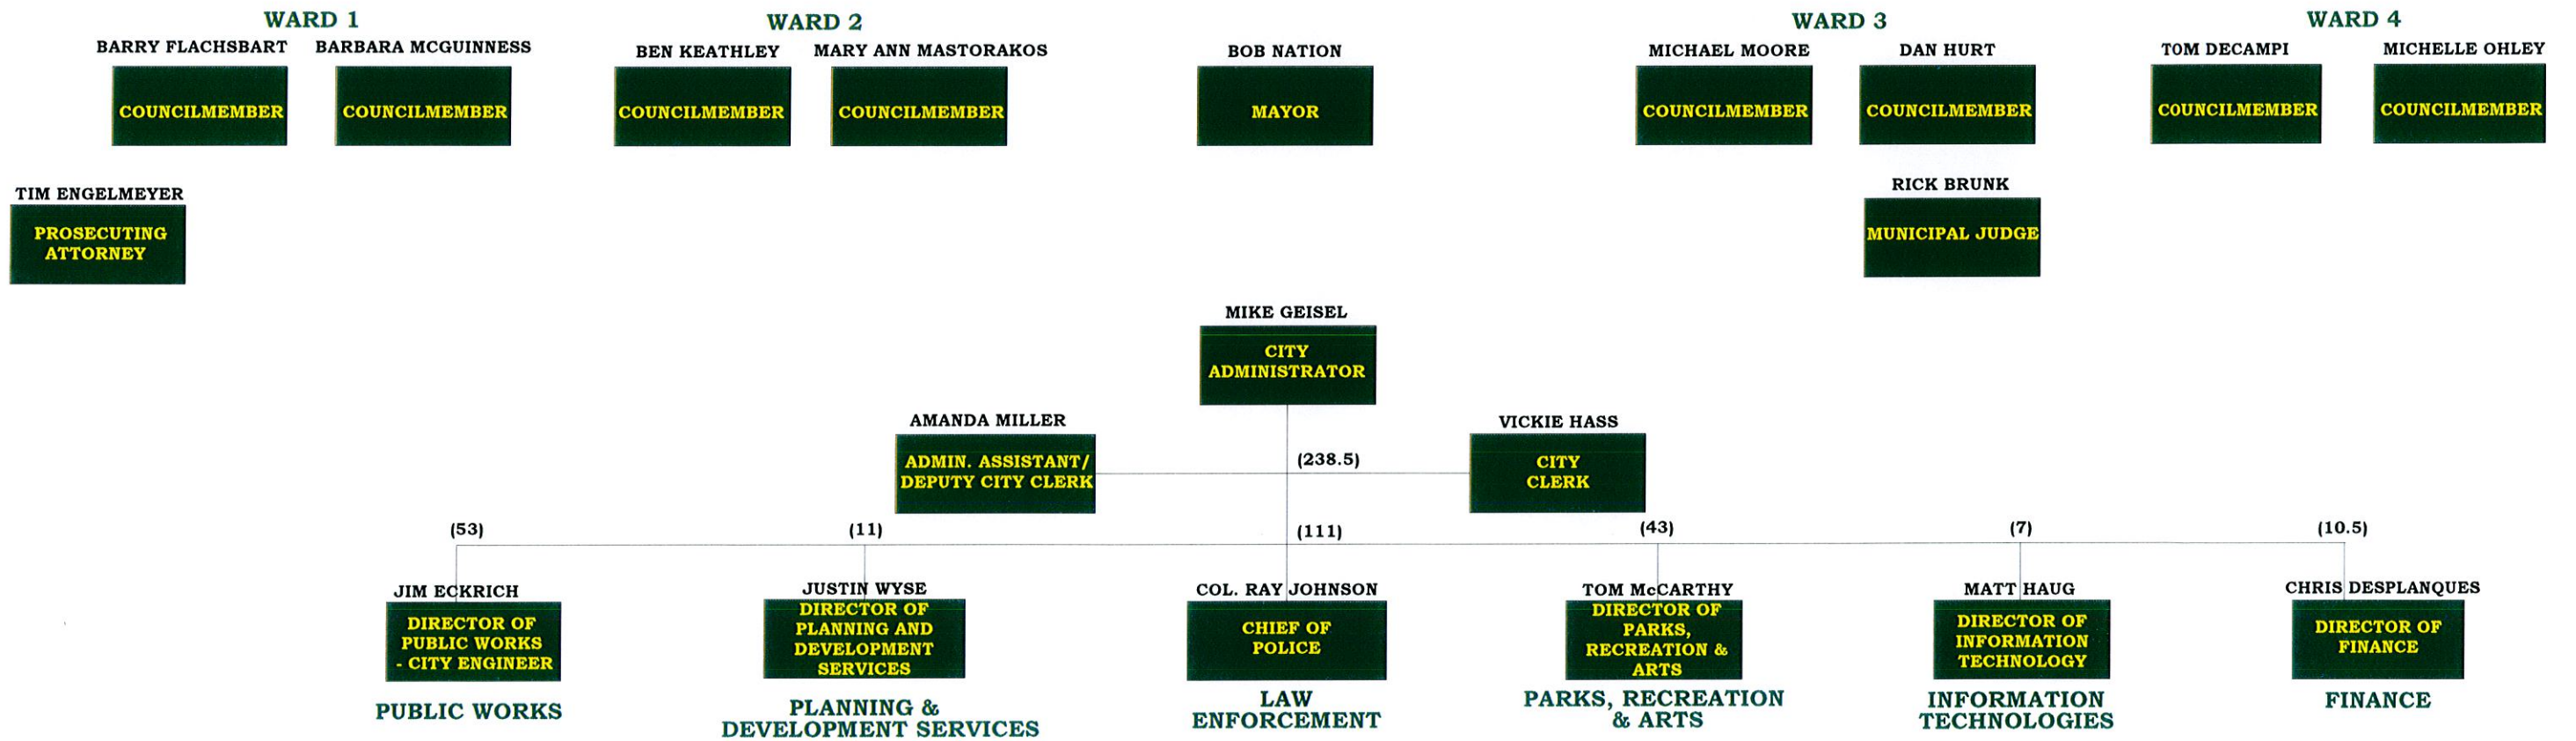 WARD 1
BARRY FLACHSBART
COUNCILMEMBER
BARBARA MCGUINNESS
COUNCILMEMBER
WARD 2
BEN KEATHLEY
COUNCILMEMBER
MARY ANN MASTORAKOS
COUNCILMEMBER
BOB NATION
MAYOR
WARD 3
MICHAEL MOORE
COUNCILMEMBER
DAN HURT
COUNCILMEMBER
WARD 4
TOM DECAMPI
COUNCILMEMBER
MICHELLE OHLEY
COUNCILMEMBER
TIM ENGELMEYER
PROSECUTING
ATTORNEY
RICK BRUNK
MUNICIPAL JUDGE
MIKE GEISEL
CITY
ADMINISTRATOR
AMANDA MILLER
ADMIN. ASSISTANT/
DEPUTY CITY CLERK
(238.5)
VICKIE HASS
CITY
CLERK
(53)
JIM ECKRICH
DIRECTOR OF
PUBLIC WORKS
- CITY ENGINEER
PUBLIC WORKS
(11)
JUSTIN WYSE
DIRECTOR OF
PLANNING AND
DEVELOPMENT
SERVICES
PLANNING &
DEVELOPMENT SERVICES
(111)
COL. RAY JOHNSON
CHIEF OF
POLICE
LAW
ENFORCEMENT
(43)
TOM McCARTHY
DIRECTOR OF
PARKS,
RECREATION &
ARTS
PARKS, RECREATION
& ARTS
(7)
MATT HAUG
DIRECTOR OF
INFORMATION
TECHNOLOGY
INFORMATION
TECHNOLOGIES
(10.5)
CHRIS DESPLANQUES
DIRECTOR OF
FINANCE
FINANCE